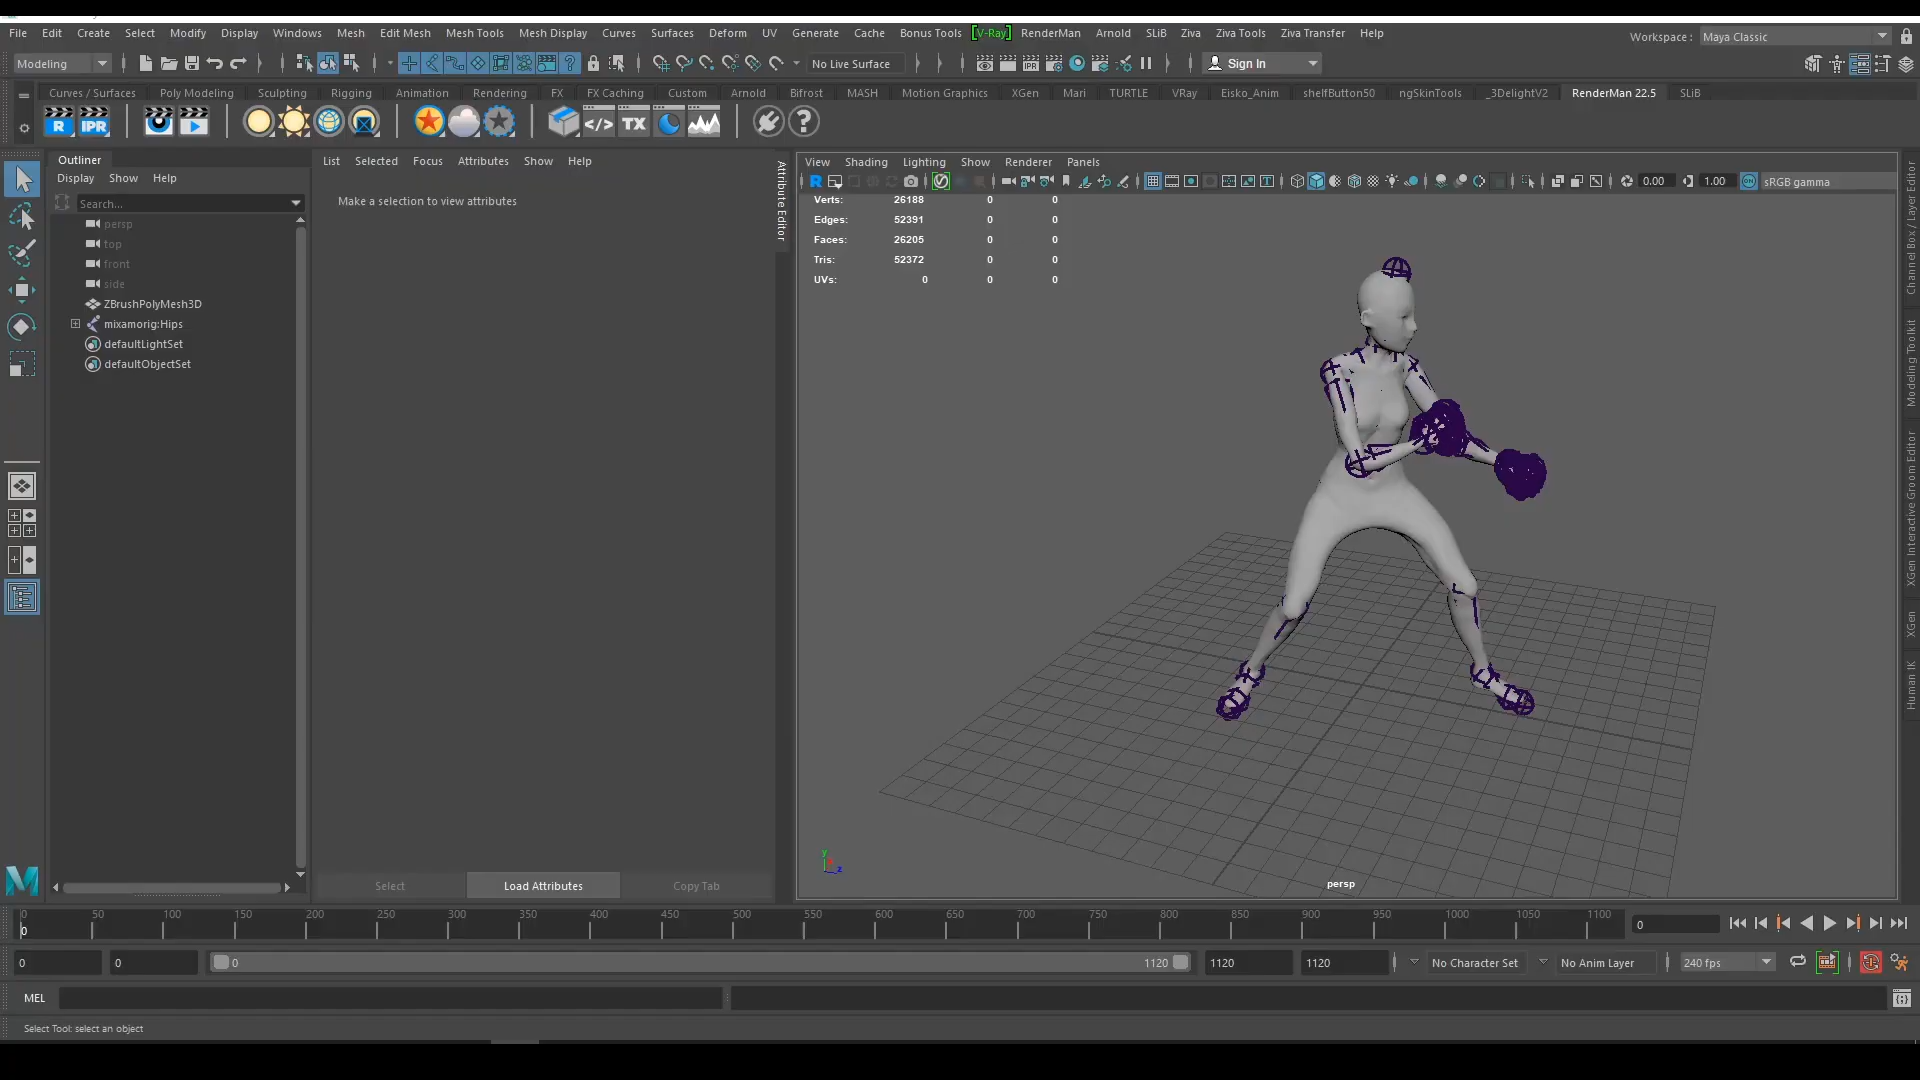 File Edit Create Select Modify Display Windows Mesh Edit Mesh Mesh Tools Mesh Display Curves Surfaces Deform UV Generate Cache Bonus Tools [V-Ray] RenderMan Arnold SLiB Ziva Ziva Tools Ziva Transfer Help
Workspace : Maya Classic
Modeling No Live Surface IPR Sign In
Curves / Surfaces Poly Modeling Sculpting Rigging Animation Rendering FX FX Caching Custom Arnold Bifrost MASH Motion Graphics XGen Mari TURTLE VRay Eisko_Anim shelfButton50 ngSkinTools _3DelightV2 RenderMan 22.5 SLiB
R IPR </> TX ?
Outliner
Display Show Help
Search...
persp
top
front
side
ZBrushPolyMesh3D
mixamorig:Hips
defaultLightSet
defaultObjectSet
List Selected Focus Attributes Show Help
Make a selection to view attributes
Attribute Editor
Select Load Attributes Copy Tab
View Shading Lighting Show Renderer Panels
R 0.00 1.00 ON sRGB gamma
Verts: 26188 0 0
Edges: 52391 0 0
Faces: 26205 0 0
Tris: 52372 0 0
UVs: 0 0 0
y
z
persp
Channel Box / Layer Editor
Modeling Toolkit
XGen Interactive Groom Editor
XGen
Human IK
0 50 100 150 200 250 300 350 400 450 500 550 600 650 700 750 800 850 900 950 1000 1050 1100
0 0
0 0 0 1120 1120 1120 No Character Set No Anim Layer 240 fps
MEL
Select Tool: select an object